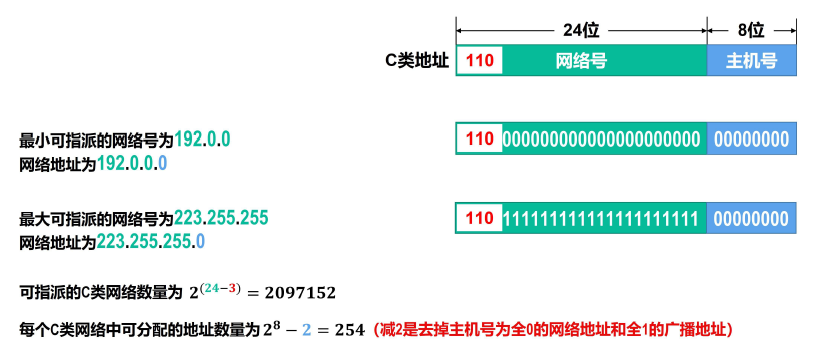 24位 8位
C类地址 110 网络号 主机号
最小可指派的网络号为192.0.0
网络地址为192.0.0.0
110 000000000000000000000 00000000
最大可指派的网络号为223.255.255
网络地址为223.255.255.0
110 111111111111111111111 00000000
可指派的C类网络数量为 2^(24−3) = 2097152
每个C类网络中可分配的地址数量为 2^8 − 2 = 254（减2是去掉主机号为全0的网络地址和全1的广播地址）